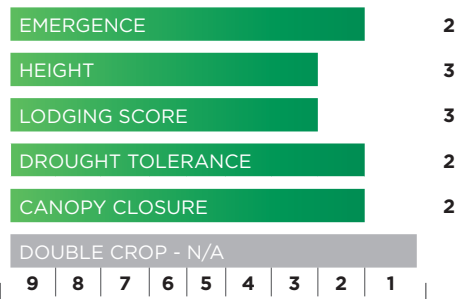 EMERGENCE 2
HEIGHT 3
LODGING SCORE 3
DROUGHT TOLERANCE 2
CANOPY CLOSURE 2
DOUBLE CROP - N/A
9 8 7 6 5 4 3 2 1